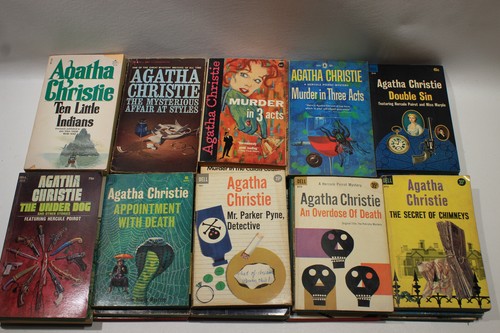 Agatha
Christie
Ten Little
Indians
AGATHA
CHRISTIE
THE MYSTERIOUS
AFFAIR AT STYLES
Agatha Christie
MURDER
in 3
acts
AGATHA CHRISTIE
Murder in Three Acts
Agatha Christie
Double Sin
Featuring Hercule Poirot and Miss Marple
AGATHA
CHRISTIE
THE UNDER DOG
AND OTHER STORIES
FEATURING HERCULE POIROT
Agatha Christie
APPOINTMENT
WITH DEATH
DELL
Agatha
Christie
Mr. Parker Pyne,
Detective
DELL
A Hercule Poirot Mystery
Agatha Christie
An Overdose Of Death
DELL
Agatha
Christie
THE SECRET OF CHIMNEYS